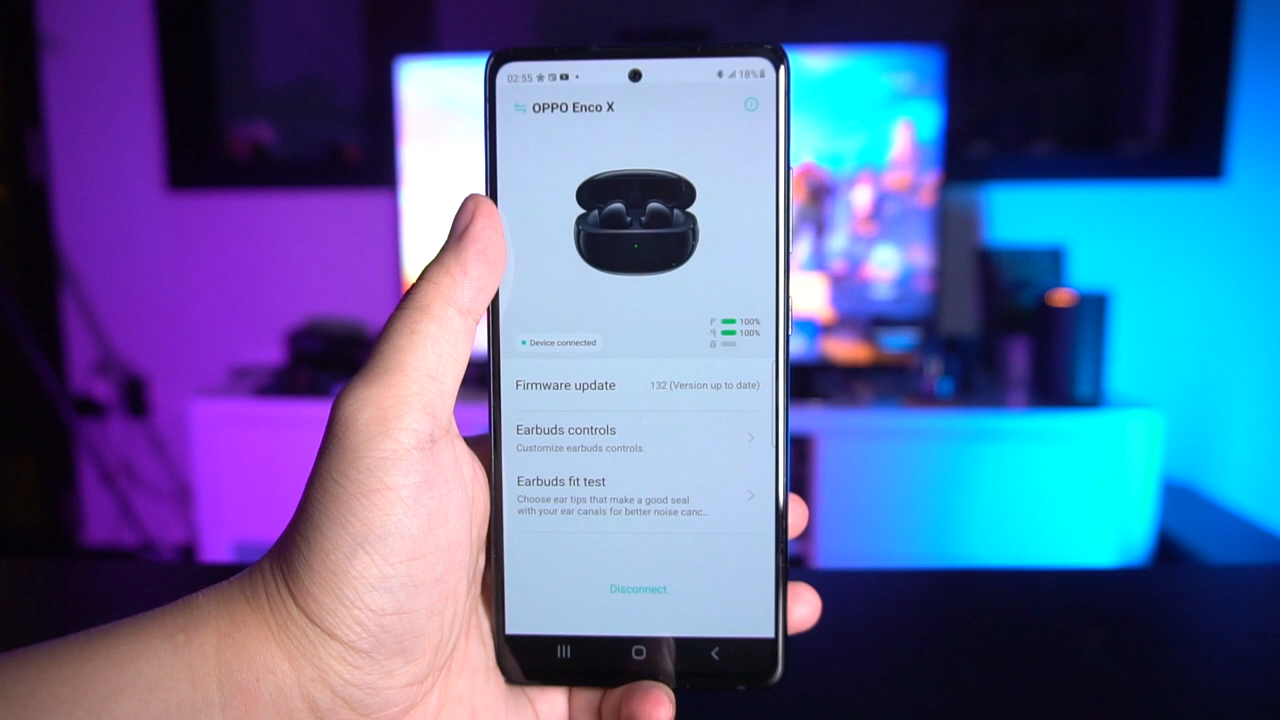 02:55 18%
OPPO Enco X
100%
100%
Device connected
Firmware update 132 (Version up to date)
Earbuds controls
Customize earbuds controls.
Earbuds fit test
Choose ear tips that make a good seal
with your ear canals for better noise canc...
Disconnect